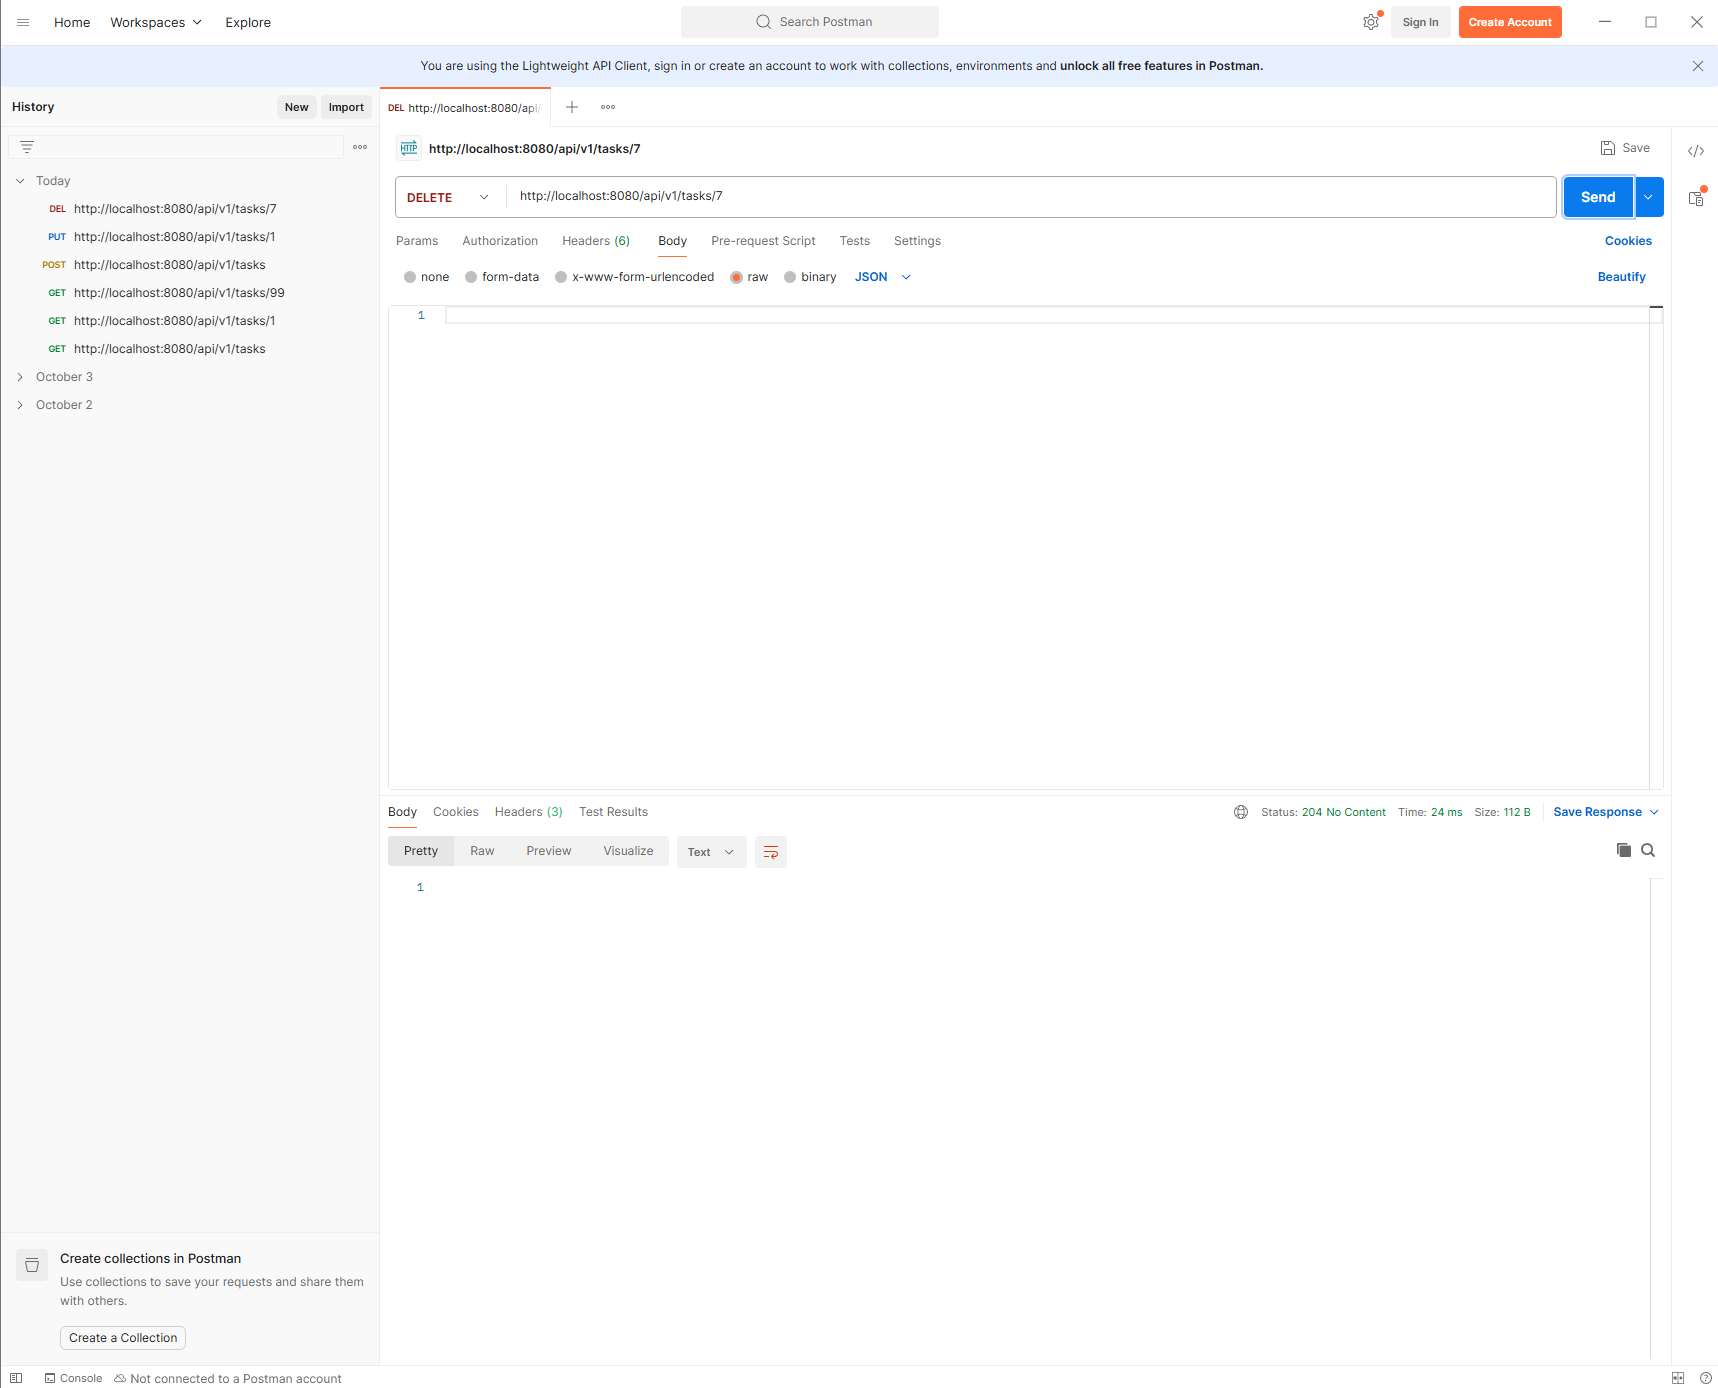 Home Workspaces Explore
Search Postman
Sign In Create Account
You are using the Lightweight API Client, sign in or create an account to work with collections, environments and unlock all free features in Postman.
History New Import
DEL http://localhost:8080/api/
Today
DEL http://localhost:8080/api/v1/tasks/7
PUT http://localhost:8080/api/v1/tasks/1
POST http://localhost:8080/api/v1/tasks
GET http://localhost:8080/api/v1/tasks/99
GET http://localhost:8080/api/v1/tasks/1
GET http://localhost:8080/api/v1/tasks
October 3
October 2
Create collections in Postman
Use collections to save your requests and share them
with others.
Create a Collection
HTTP http://localhost:8080/api/v1/tasks/7 Save
DELETE http://localhost:8080/api/v1/tasks/7 Send
Params Authorization Headers (6) Body Pre-request Script Tests Settings Cookies
none form-data x-www-form-urlencoded raw binary JSON Beautify
1
Body Cookies Headers (3) Test Results Status: 204 No Content Time: 24 ms Size: 112 B Save Response
Pretty Raw Preview Visualize Text
1
Console Not connected to a Postman account